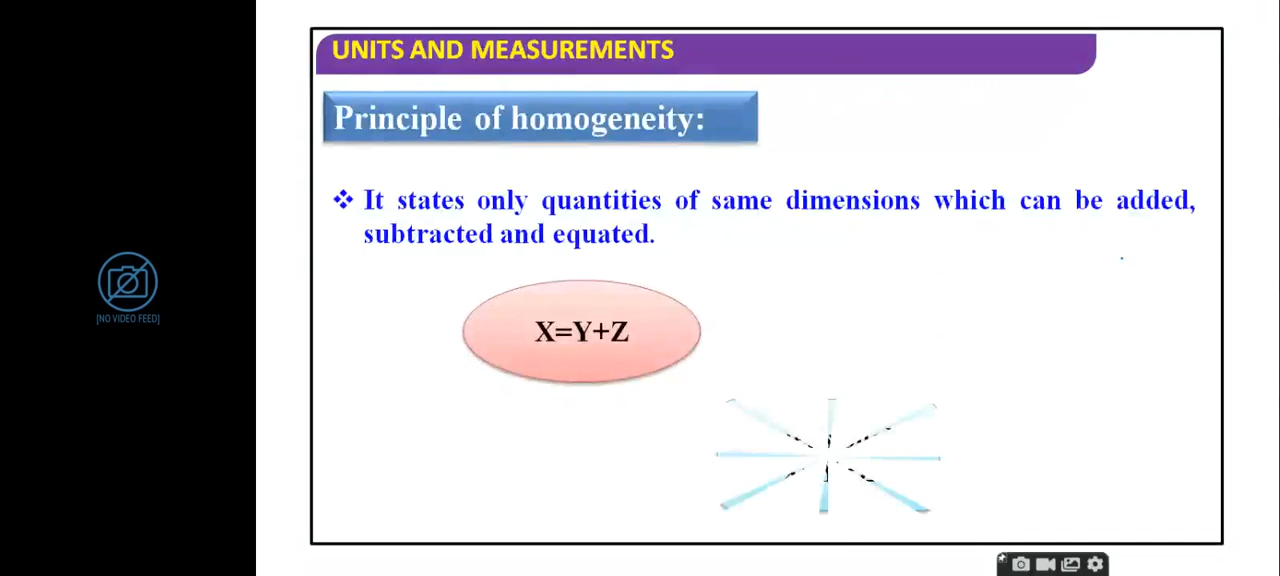 UNITS AND MEASUREMENTS
Principle of homogeneity:
❖ It states only quantities of same dimensions which can be added,
subtracted and equated.
[NO VIDEO FEED]
X=Y+Z